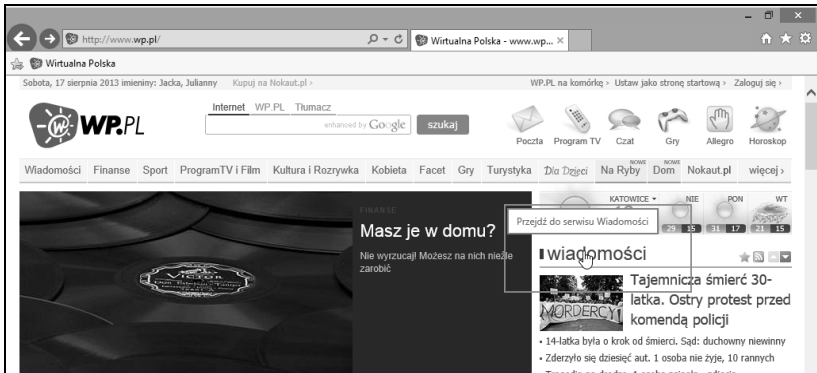 http://www.wp.pl/
Wirtualna Polska - www.wp...
Wirtualna Polska
Sobota, 17 sierpnia 2013 imieniny: Jacka, Julianny Kupuj na Nokaut.pl ›
WP.PL na komórkę › Ustaw jako stronę startową › Zaloguj się ›
WP.PL
Internet WP.PL Tłumacz
enhanced by Google szukaj
Poczta Program TV Czat Gry Allegro Horoskop
NOWE NOWE
Wiadomości Finanse Sport ProgramTV i Film Kultura i Rozrywka Kobieta Facet Gry Turystyka Dla Dzieci Na Ryby Dom Nokaut.pl więcej ›
KATOWICE NIE PON WT
29 15 31 17 21 15
Przejdź do serwisu Wiadomości
FINANSE
Masz je w domu?
Nie wyrzucaj! Możesz na nich nieźle
zarobić
VICTOR
wiadomości
MORDERCY
Tajemnicza śmierć 30-
latka. Ostry protest przed
komendą policji
14-latka była o krok od śmierci. Sąd: duchowny niewinny
Zderzyło się dziesięć aut. 1 osoba nie żyje, 10 rannych